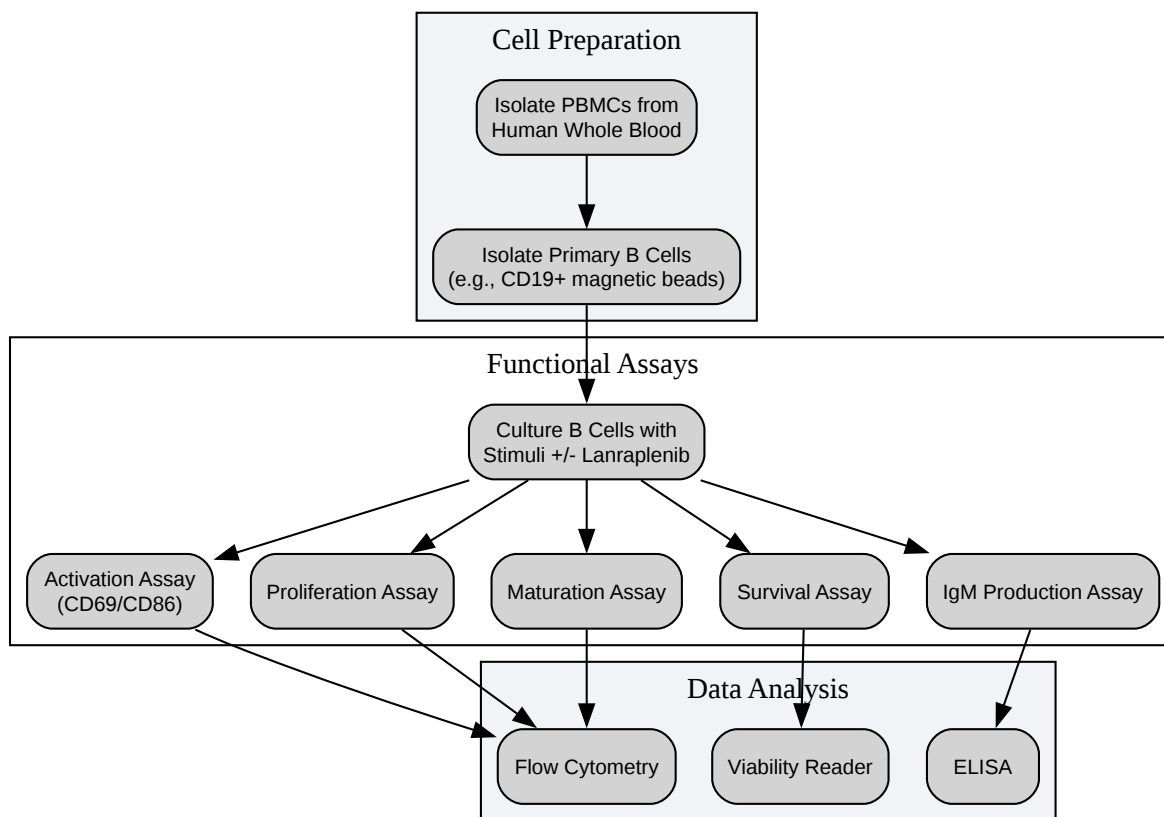 Cell Preparation
Isolate PBMCs from
Human Whole Blood
Isolate Primary B Cells
(e.g., CD19+ magnetic beads)
Functional Assays
Culture B Cells with
Stimuli +/- Lanraplenib
Activation Assay
(CD69/CD86)
Proliferation Assay
Maturation Assay
Survival Assay
IgM Production Assay
Data Analysis
Flow Cytometry
Viability Reader
ELISA